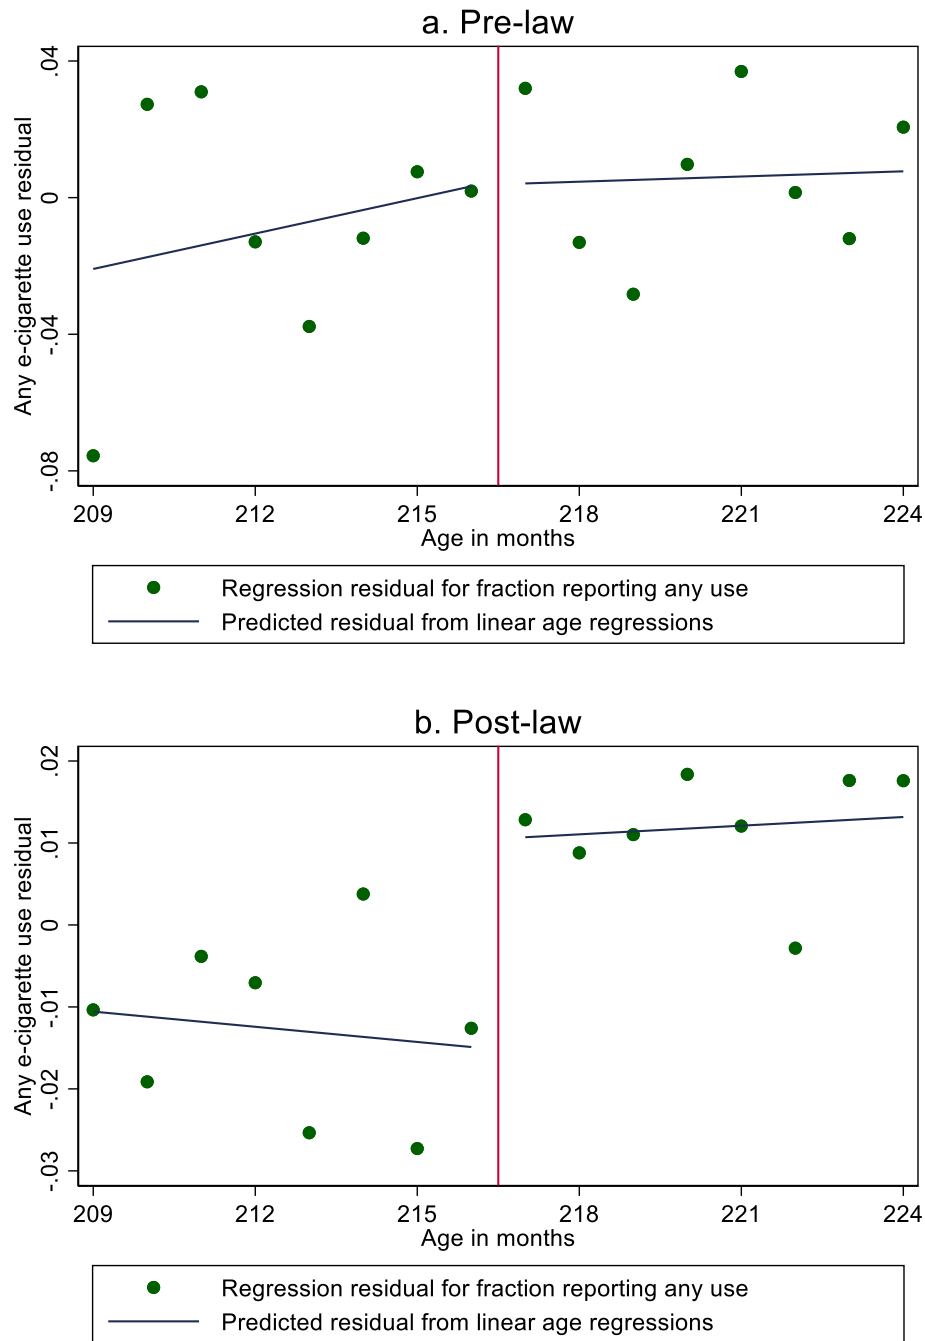 a. Pre-law
Any e-cigarette use residual
.04
0
-.04
-.08
209 212 215 218 221 224
Age in months
Regression residual for fraction reporting any use
Predicted residual from linear age regressions
b. Post-law
Any e-cigarette use residual
.02
.01
0
-.01
-.02
-.03
209 212 215 218 221 224
Age in months
Regression residual for fraction reporting any use
Predicted residual from linear age regressions